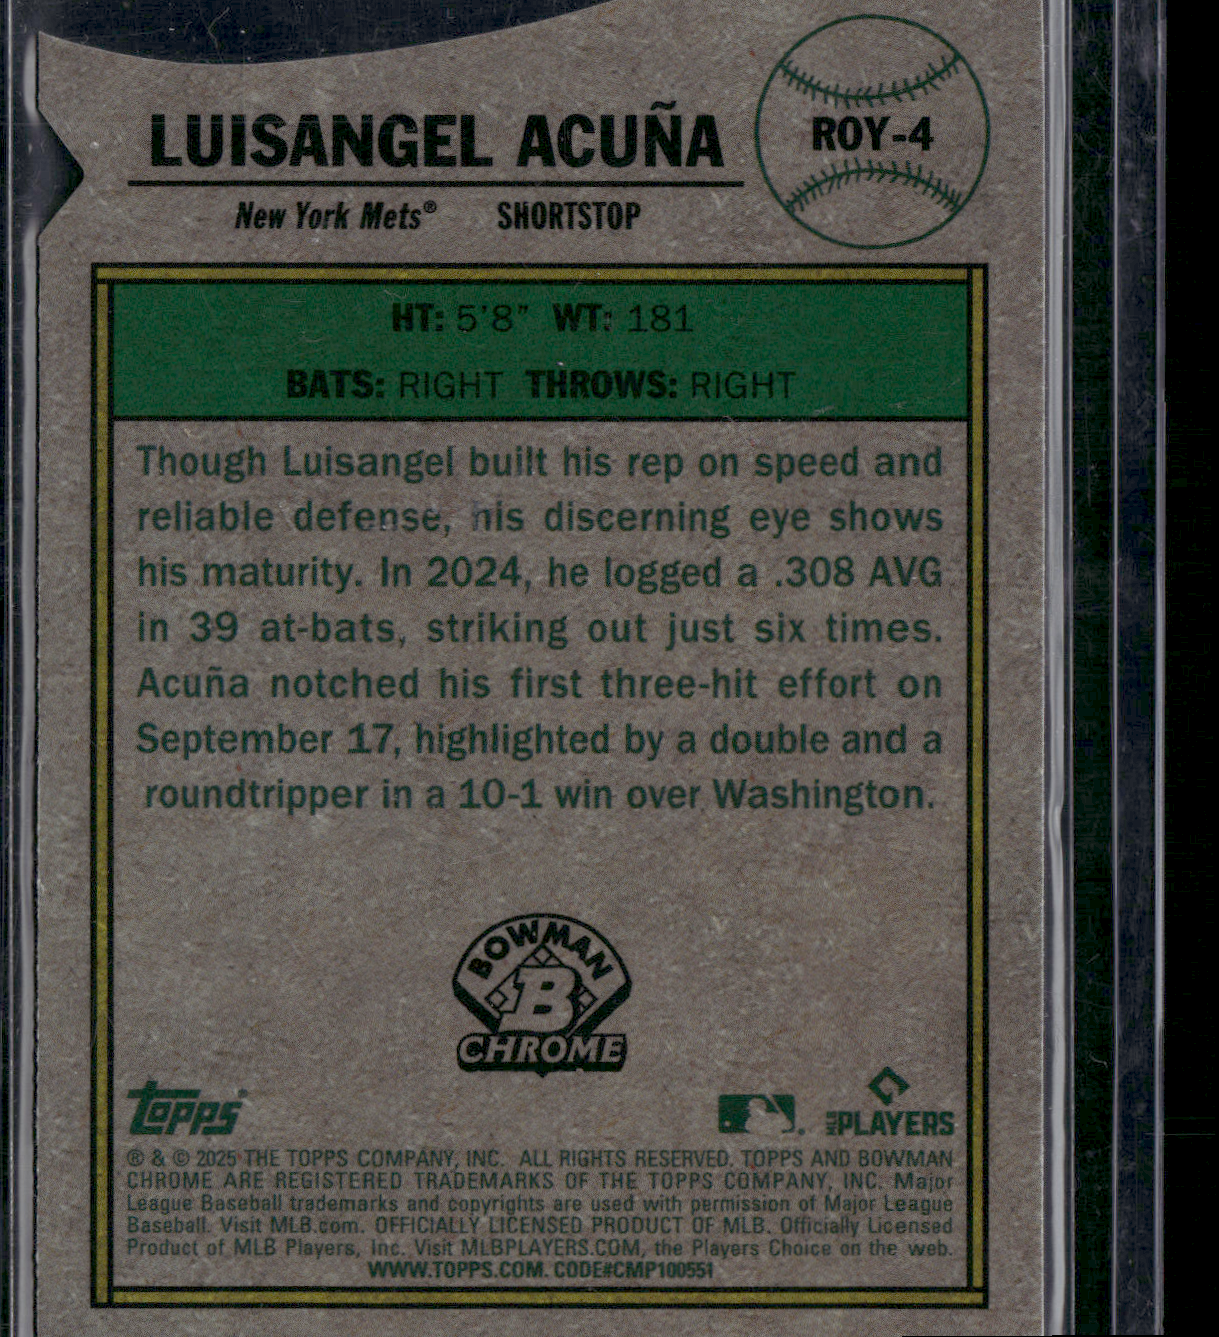 LUISANGEL ACUÑA
ROY-4
New York Mets® SHORTSTOP
HT: 5'8" WT: 181
BATS: RIGHT THROWS: RIGHT
Though Luisangel built his rep on speed and
reliable defense, his discerning eye shows
his maturity. In 2024, he logged a .308 AVG
in 39 at-bats, striking out just six times.
Acuña notched his first three-hit effort on
September 17, highlighted by a double and a
roundtripper in a 10-1 win over Washington.
BOWMAN
B
CHROME
topps
MLB PLAYERS
® & © 2025 THE TOPPS COMPANY, INC. ALL RIGHTS RESERVED. TOPPS AND BOWMAN
CHROME ARE REGISTERED TRADEMARKS OF THE TOPPS COMPANY, INC. Major
League Baseball trademarks and copyrights are used with permission of Major League
Baseball. Visit MLB.com. OFFICIALLY LICENSED PRODUCT OF MLB. Officially Licensed
Product of MLB Players, Inc. Visit MLBPLAYERS.COM, the Players Choice on the web.
WWW.TOPPS.COM. CODE#CMP100551